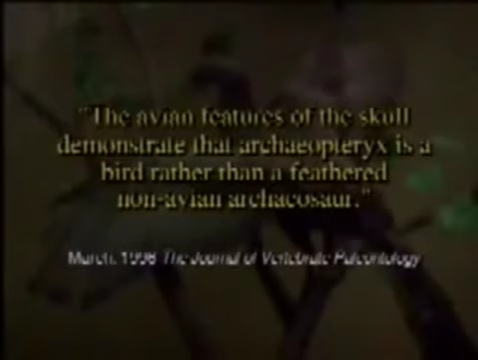 "The avian features of the skull
demonstrate that archaeopteryx is a
bird rather than a feathered
non-avian archaeosaur."
March, 1996 The Journal of Vertebrate Paleontology